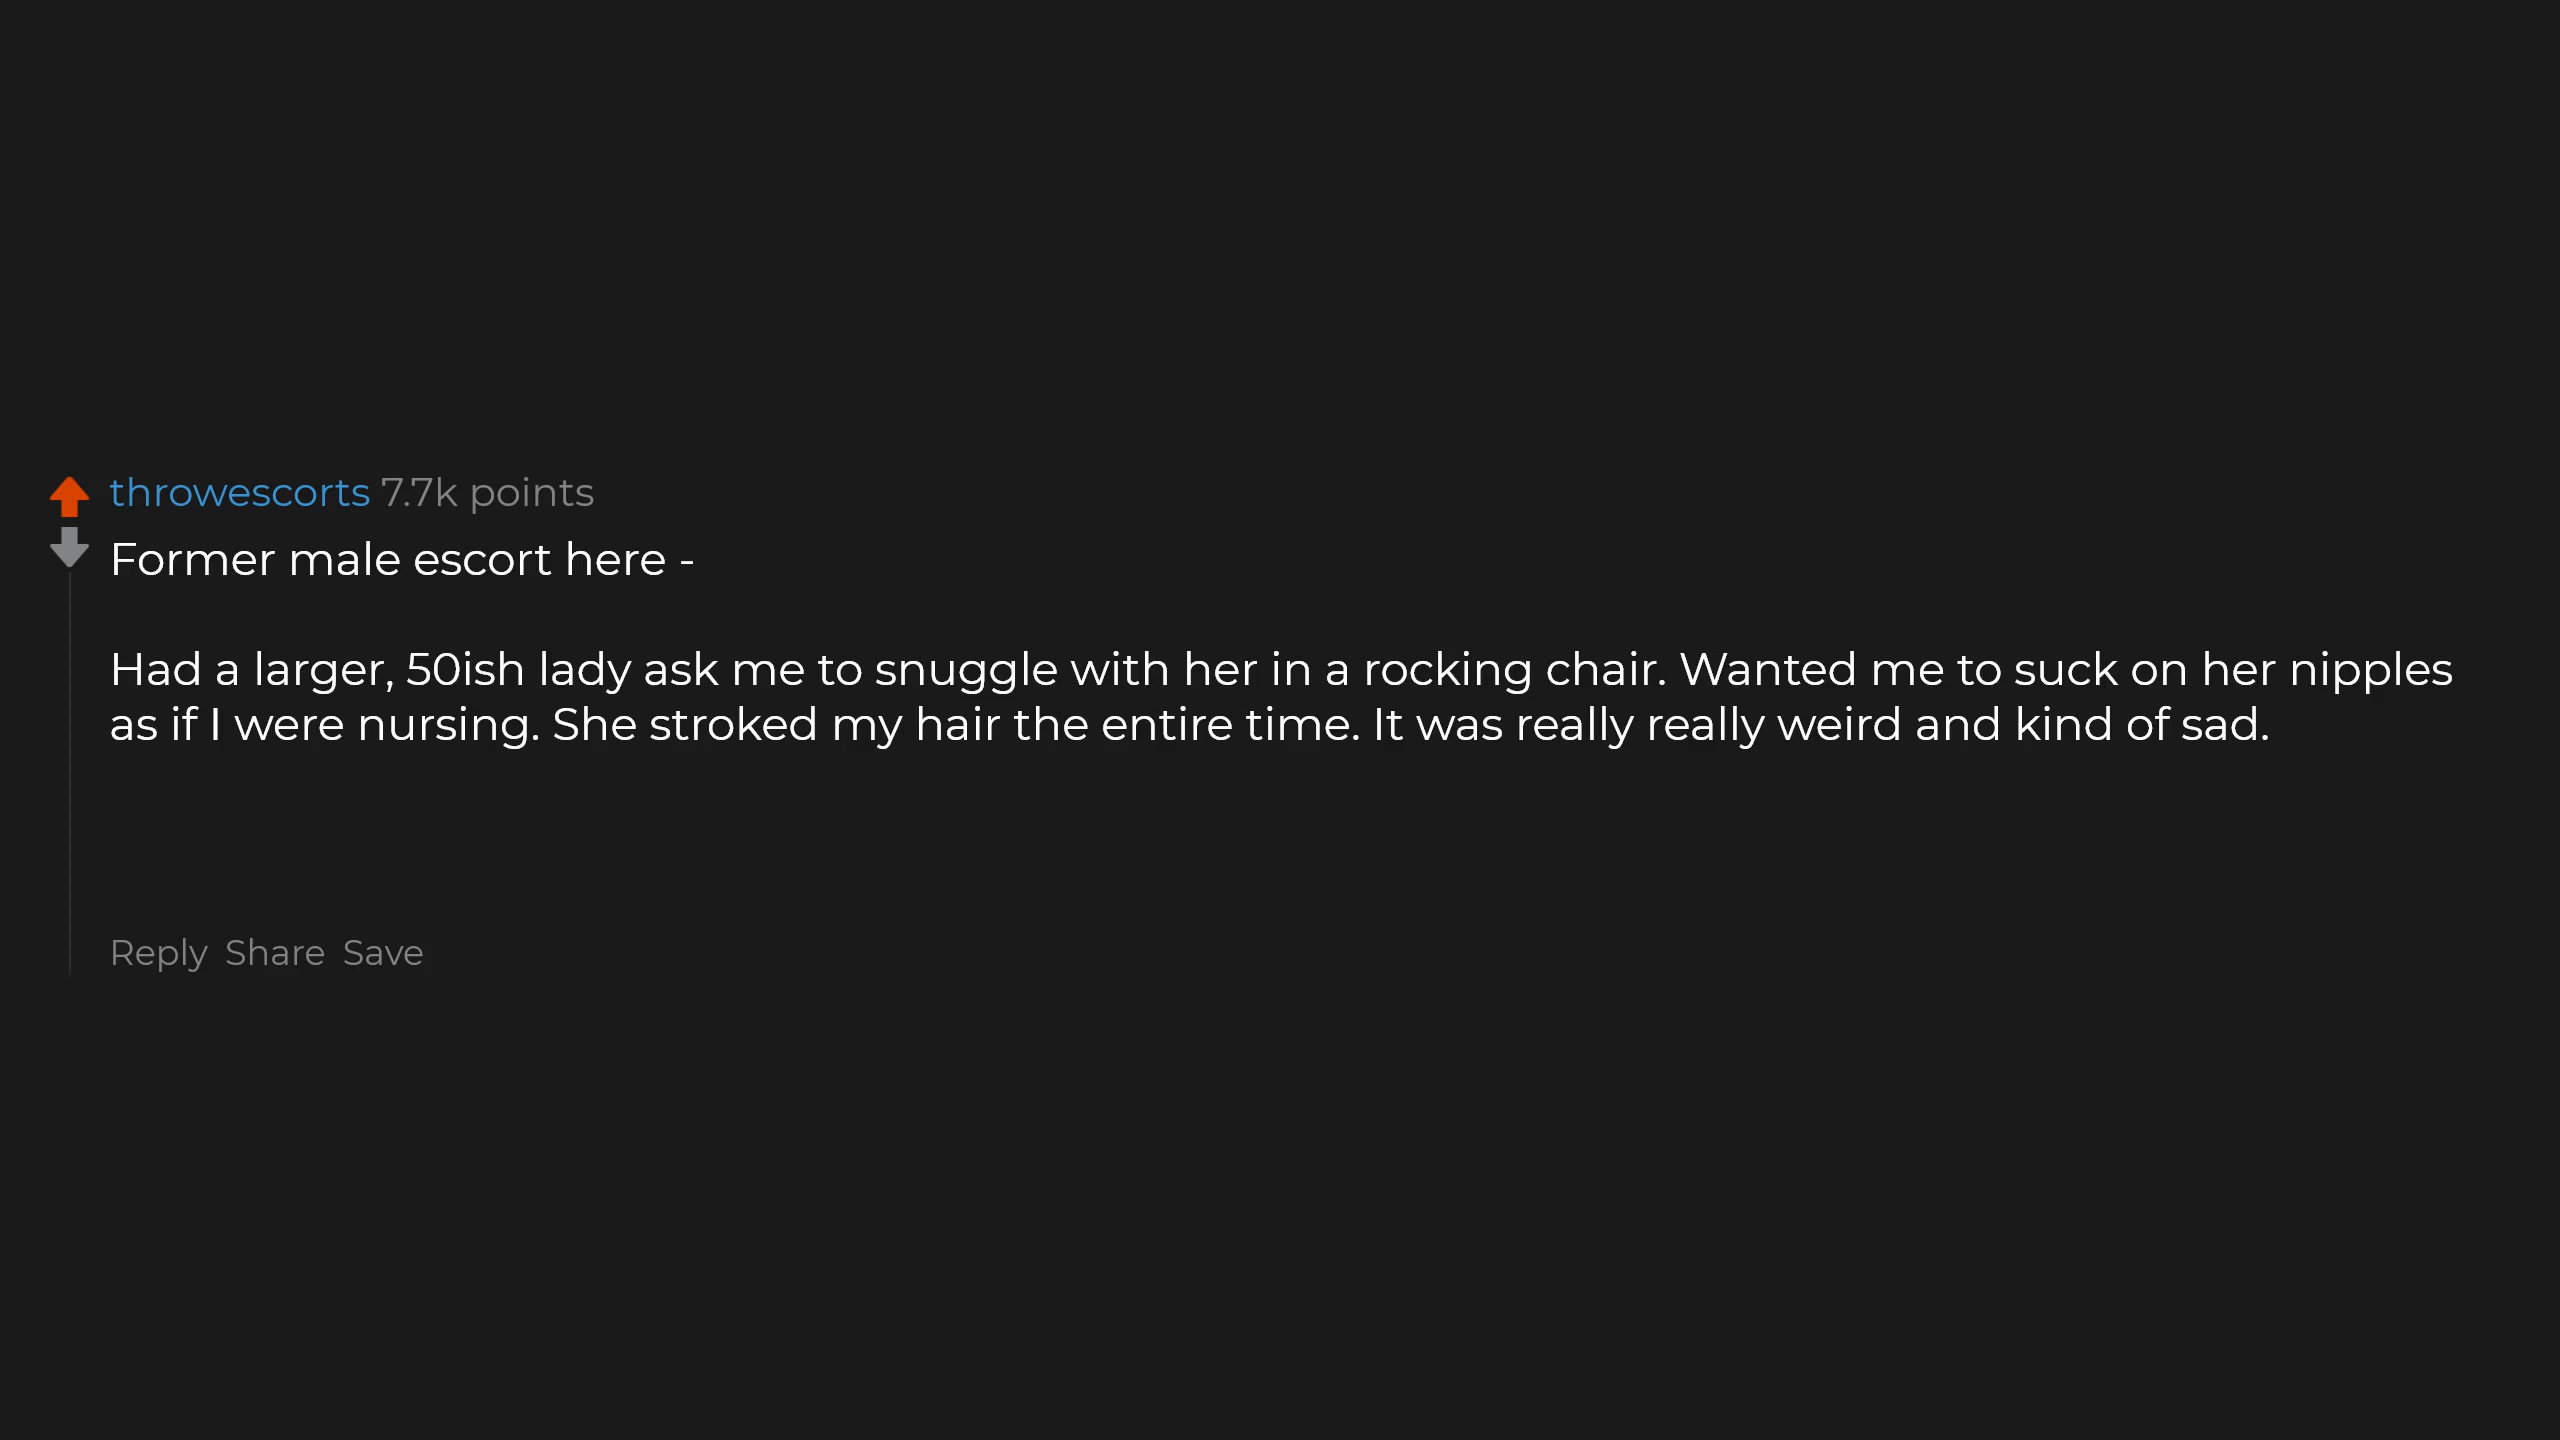 throwescorts 7.7k points
Former male escort here -
Had a larger, 50ish lady ask me to snuggle with her in a rocking chair. Wanted me to suck on her nipples
as if I were nursing. She stroked my hair the entire time. It was really really weird and kind of sad.
Reply Share Save